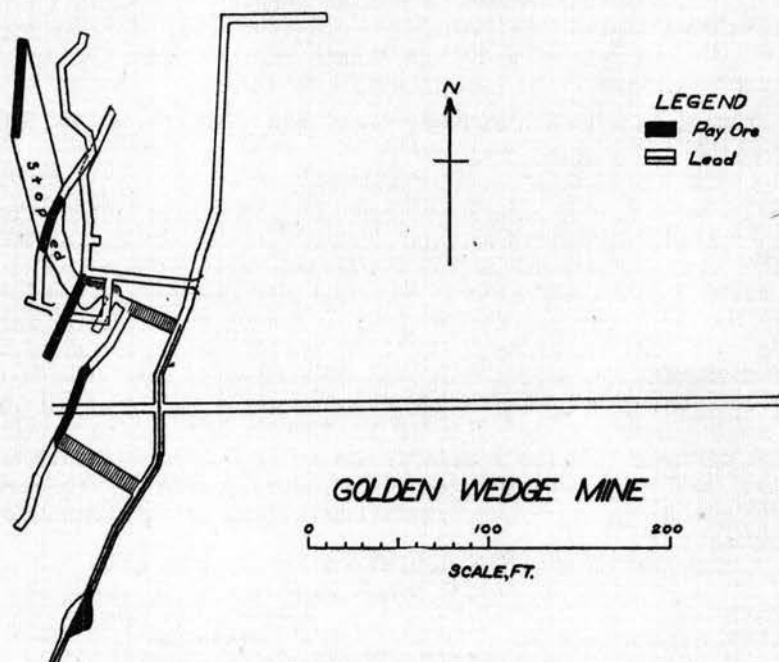 N
LEGEND
Pay Ore
Lead
Stoped
GOLDEN WEDGE MINE
0 100 200
SCALE, FT.